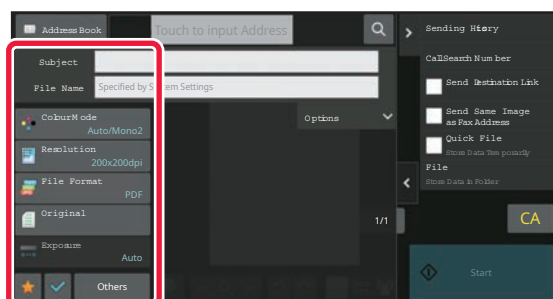 Address Book
Touch to input Address
Subject
File Name
Specified by System Settings
Colour Mode
Auto/Mono2
Resolution
200x200dpi
File Format
PDF
Original
Exposure
Auto
Others
Options
1/1
Sending History
Call Search Number
Send Destination Link
Send Same Image
as Fax Address
Quick File
Store Data Temporarily
File
Store Data in Folder
CA
Start